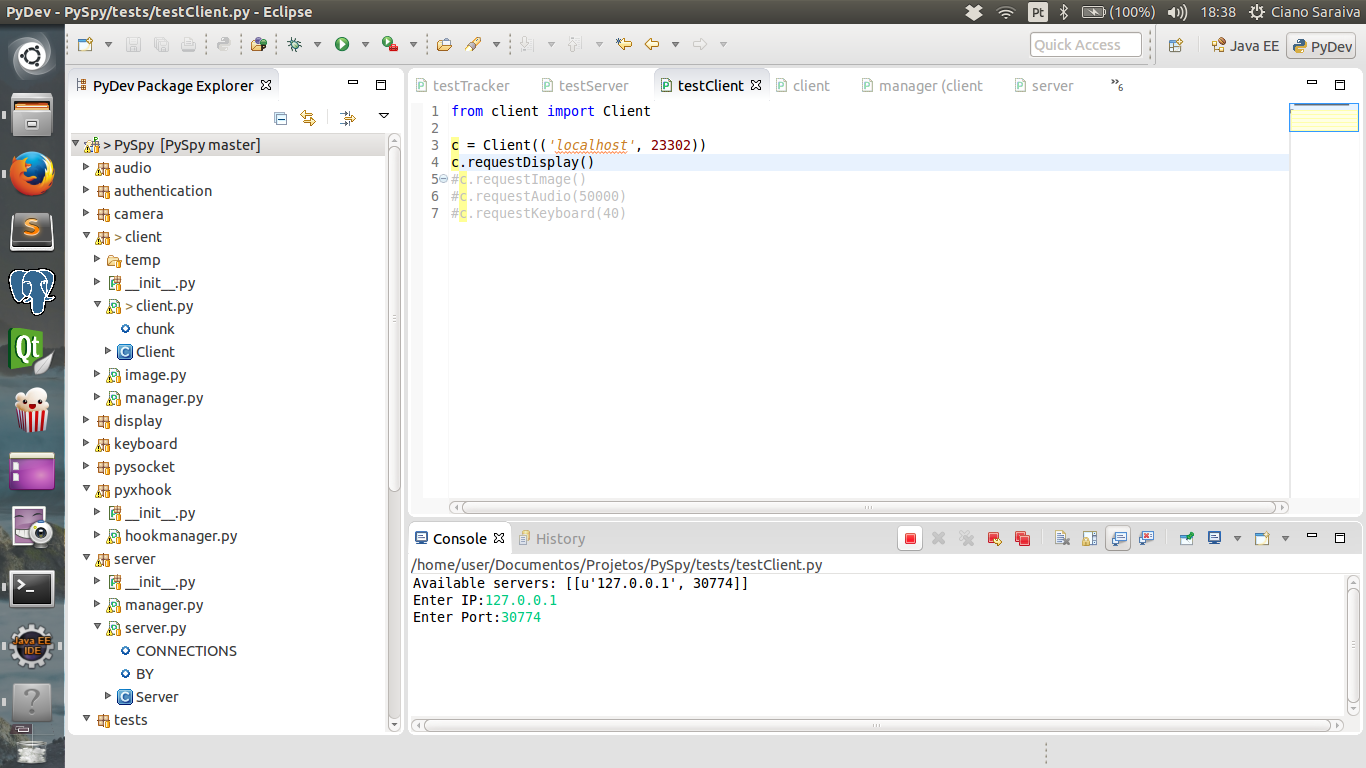 PyDev - PySpy/tests/testClient.py - Eclipse
Pt
(100%)
18:38
Ciano Saraiva
Quick Access
Java EE
PyDev
PyDev Package Explorer
> PySpy [PySpy master]
audio
authentication
camera
> client
temp
__init__.py
> client.py
chunk
Client
image.py
manager.py
display
keyboard
pysocket
pyxhook
__init__.py
hookmanager.py
server
__init__.py
manager.py
server.py
CONNECTIONS
BY
Server
tests
testTracker
testServer
testClient
client
manager (client
server
6
1 from client import Client
2
3 c = Client(('localhost', 23302))
4 c.requestDisplay()
5 #c.requestImage()
6 #c.requestAudio(50000)
7 #c.requestKeyboard(40)
Console
History
/home/user/Documentos/Projetos/PySpy/tests/testClient.py
Available servers: [[u'127.0.0.1', 30774]]
Enter IP:127.0.0.1
Enter Port:30774
S
Qt
>_
Java EE
IDE
?